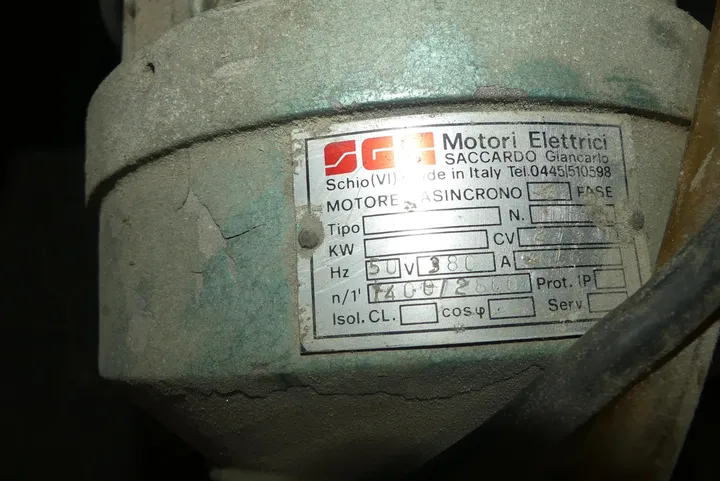 SGS Motori Elettrici
SACCARDO Giancarlo
Schio(VI) Made in Italy Tel.0445/510598
MOTORE ASINCRONO FASE
Tipo N.
KW CV
Hz 50 V 380 A
n/1' 1400/2800 Prot. IP
Isol. CL. cosφ Serv.